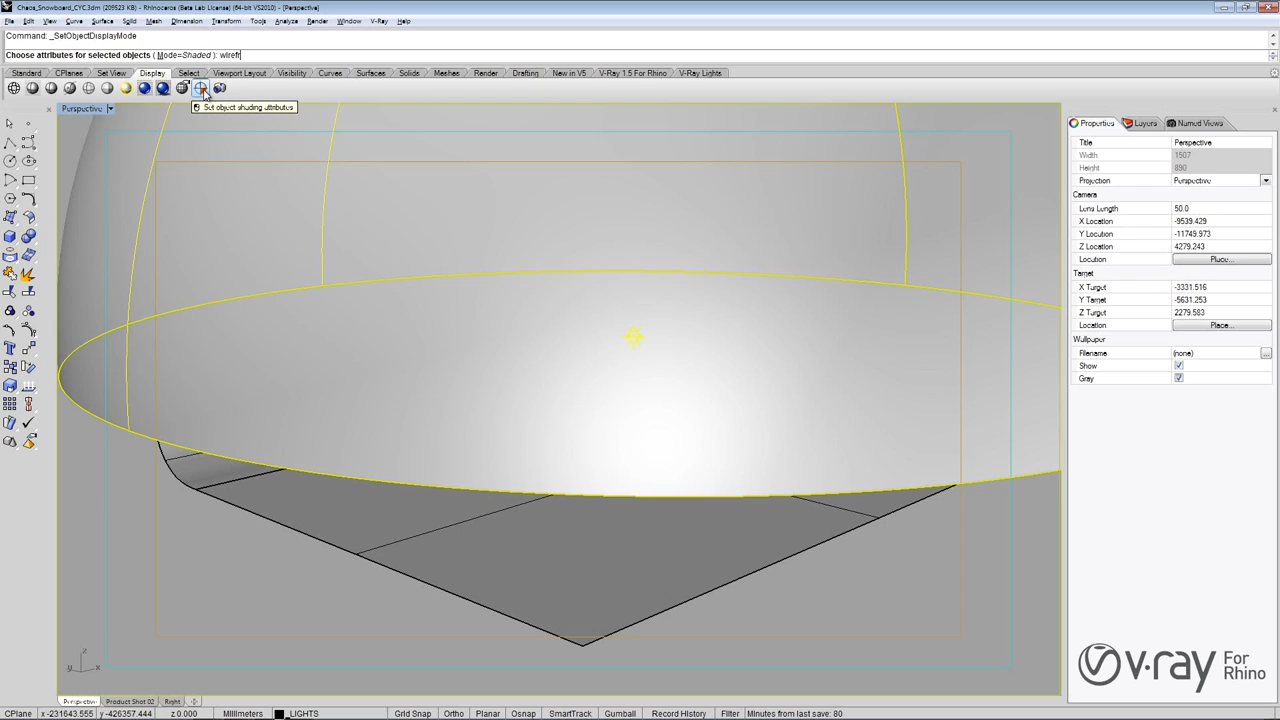 Chaos_Snowboard_CYC.3dm (209523 KB) - Rhinoceros (Beta Lab License) (64-bit VS2010) - [Perspective]
File Edit View Curve Surface Solid Mesh Dimension Transform Tools Analyze Render Window V-Ray Help
Command: _SetObjectDisplayMode
Choose attributes for selected objects ( Mode=Shaded ): wirefr
Standard CPlanes Set View Display Select Viewport Layout Visibility Curves Surfaces Solids Meshes Render Drafting New in V5 V-Ray 1.5 For Rhino V-Ray Lights
Set object shading attributes
Perspective
Properties Layers Named Views
Title Perspective
Width 1507
Height 890
Projection Perspective
Camera
Lens Length 50.0
X Location -9539.429
Y Location -11749.973
Z Location 4279.243
Location Place...
Target
X Target -3331.516
Y Target -5631.253
Z Target 2279.583
Location Place...
Wallpaper
Filename (none) ...
Show
Gray
z
y x
v·ray For Rhino
Perspective Product Shot 02 Right
CPlane x -231643.555 y -426357.444 z 0.000 Millimeters _LIGHTS Grid Snap Ortho Planar Osnap SmartTrack Gumball Record History Filter Minutes from last save: 80